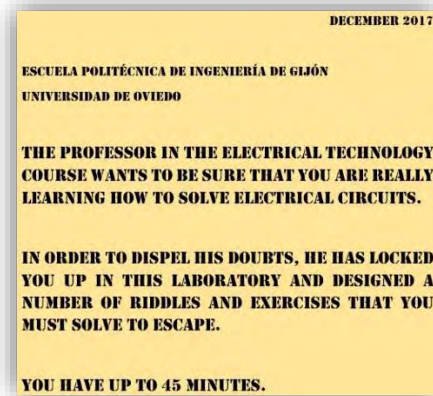 DECEMBER 2017
ESCUELA POLITÉCNICA DE INGENIERÍA DE GIJÓN
UNIVERSIDAD DE OVIEDO
THE PROFESSOR IN THE ELECTRICAL TECHNOLOGY
COURSE WANTS TO BE SURE THAT YOU ARE REALLY
LEARNING HOW TO SOLVE ELECTRICAL CIRCUITS.
IN ORDER TO DISPEL HIS DOUBTS, HE HAS LOCKED
YOU UP IN THIS LABORATORY AND DESIGNED A
NUMBER OF RIDDLES AND EXERCISES THAT YOU
MUST SOLVE TO ESCAPE.
YOU HAVE UP TO 45 MINUTES.